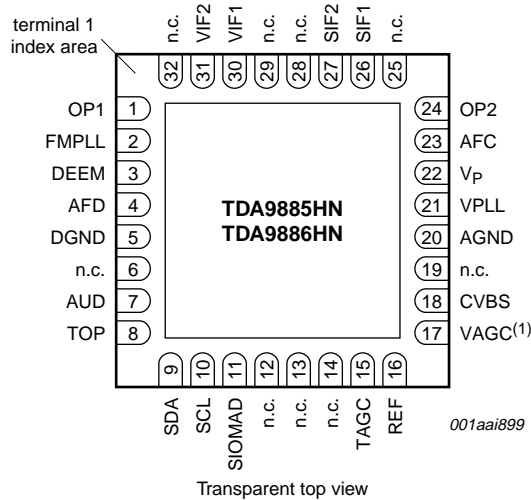 terminal 1
index area
n.c.
VIF2
VIF1
n.c.
n.c.
SIF2
SIF1
n.c.
32
31
30
29
28
27
26
25
OP1 1
FMPLL 2
DEEM 3
AFD 4
DGND 5
n.c. 6
AUD 7
TOP 8
TDA9885HN
TDA9886HN
24 OP2
23 AFC
22 VP
21 VPLL
20 AGND
19 n.c.
18 CVBS
17 VAGC(1)
9
10
11
12
13
14
15
16
SDA
SCL
SIOMAD
n.c.
n.c.
n.c.
TAGC
REF
001aai899
Transparent top view